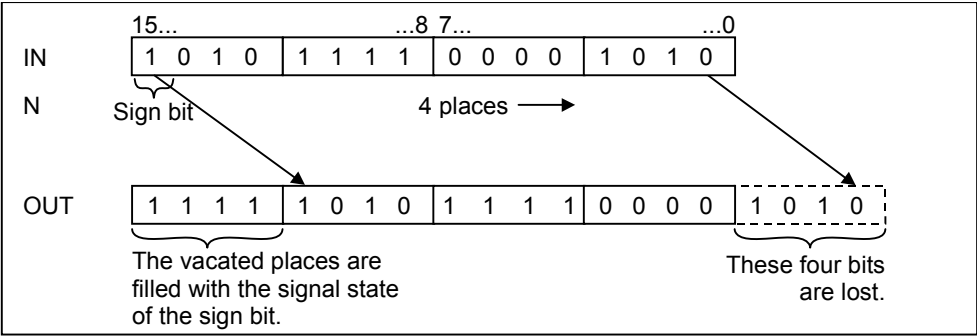 15... ...8 7... ...0
IN 1 0 1 0 1 1 1 1 0 0 0 0 1 0 1 0
N Sign bit 4 places
OUT 1 1 1 1 1 0 1 0 1 1 1 1 0 0 0 0 1 0 1 0
The vacated places are
filled with the signal state
of the sign bit.
These four bits
are lost.